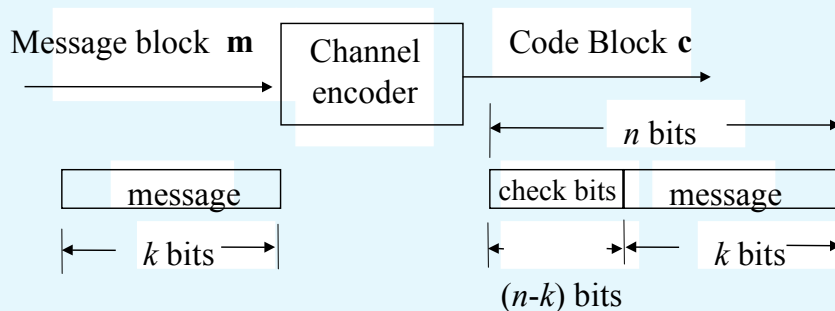 Message block m
Channel
encoder
Code Block c
n bits
message
check bits
message
k bits
k bits
(n-k) bits